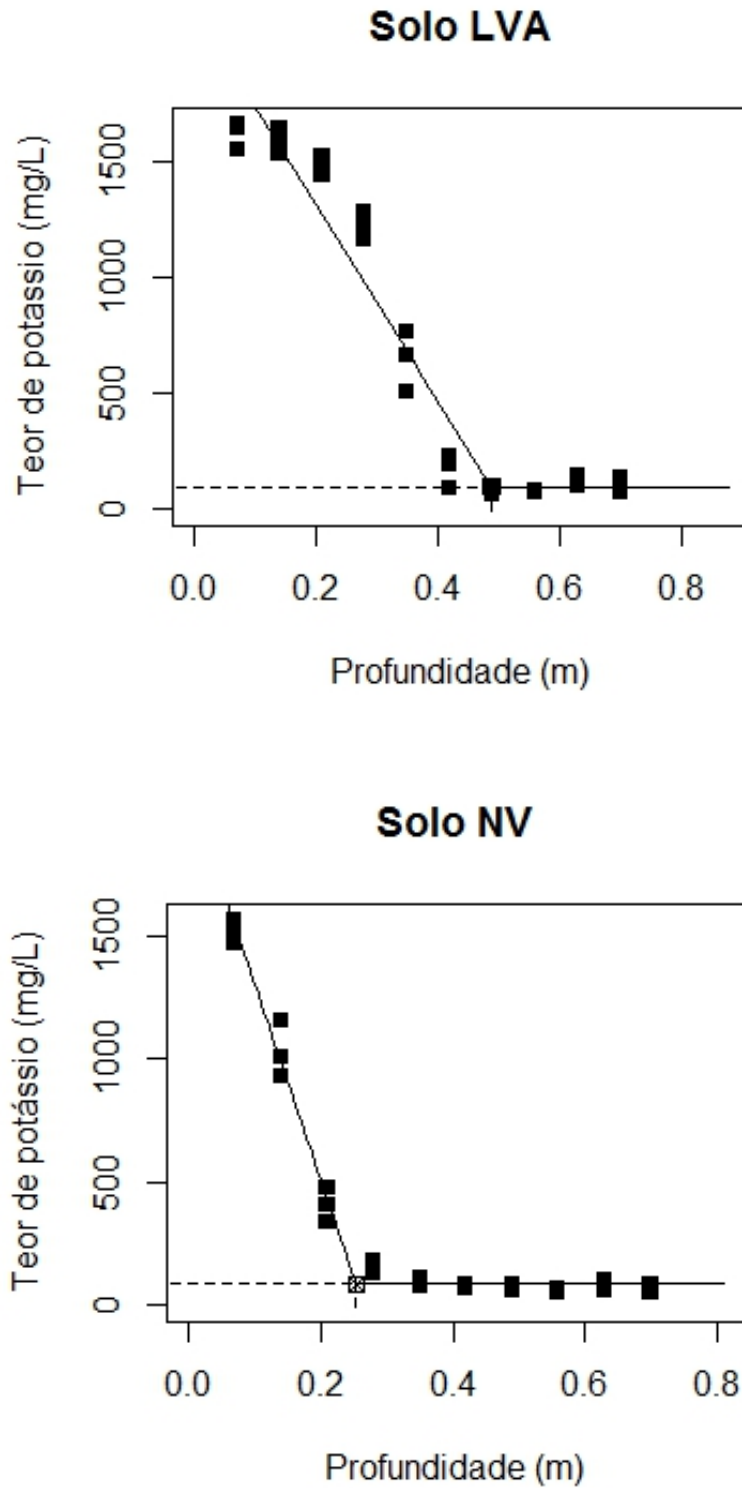 Solo LVA
Teor de potassio (mg/L)
1500
1000
500
0
0.0 0.2 0.4 0.6 0.8
Profundidade (m)
Solo NV
Teor de potássio (mg/L)
1500
1000
500
0
0.0 0.2 0.4 0.6 0.8
Profundidade (m)